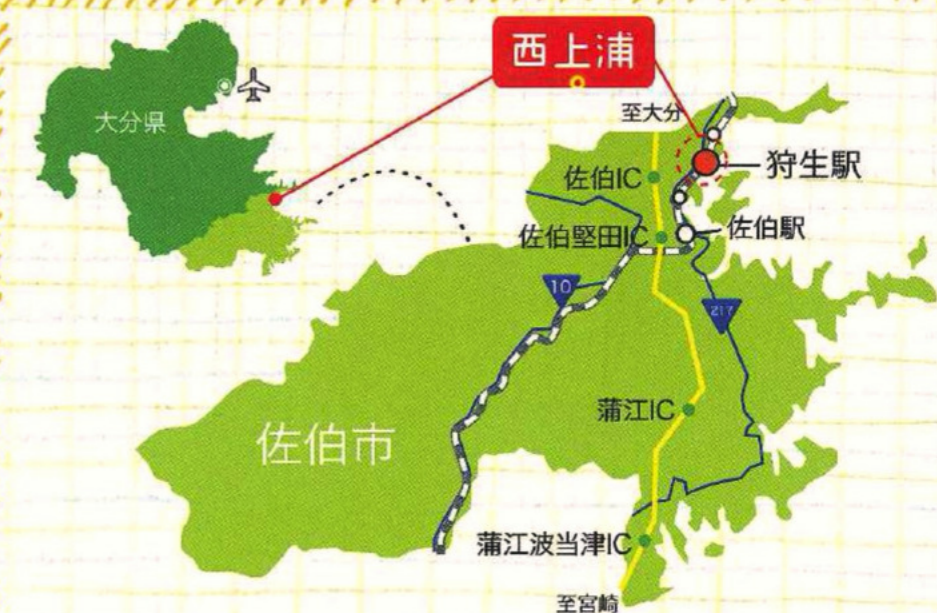 西上浦
大分県
至大分
狩生駅
佐伯IC
佐伯駅
佐伯堅田IC
10
217
蒲江IC
佐伯市
蒲江波当津IC
至宮崎